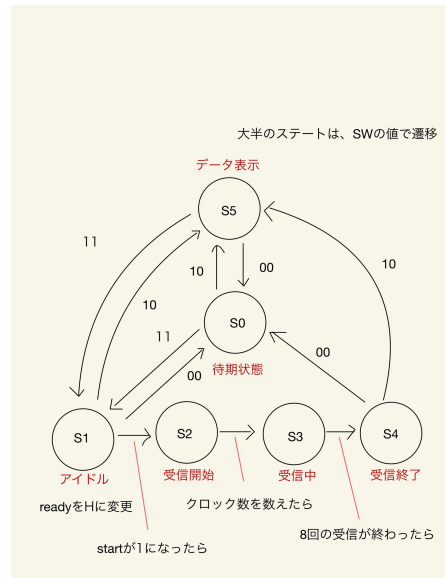 大半のステートは、SWの値で遷移
データ表示
S5
11
10
00
10
S0
11
10
待期状態
00
00
S1
S2
S3
S4
アイドル
受信開始
受信中
受信終了
readyをHに変更
クロック数を数えたら
8回の受信が終わったら
startが1になったら